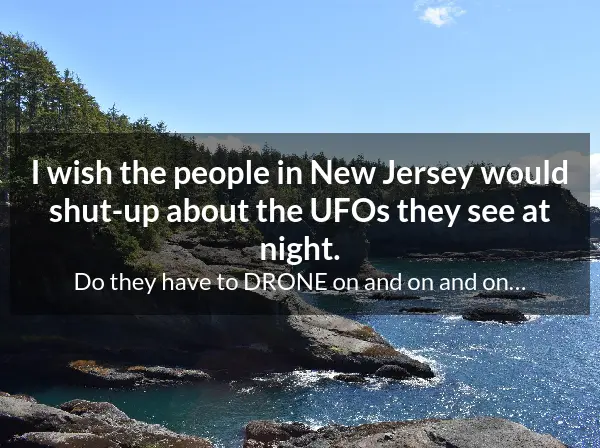 I wish the people in New Jersey would
shut-up about the UFOs they see at
night.
Do they have to DRONE on and on and on...